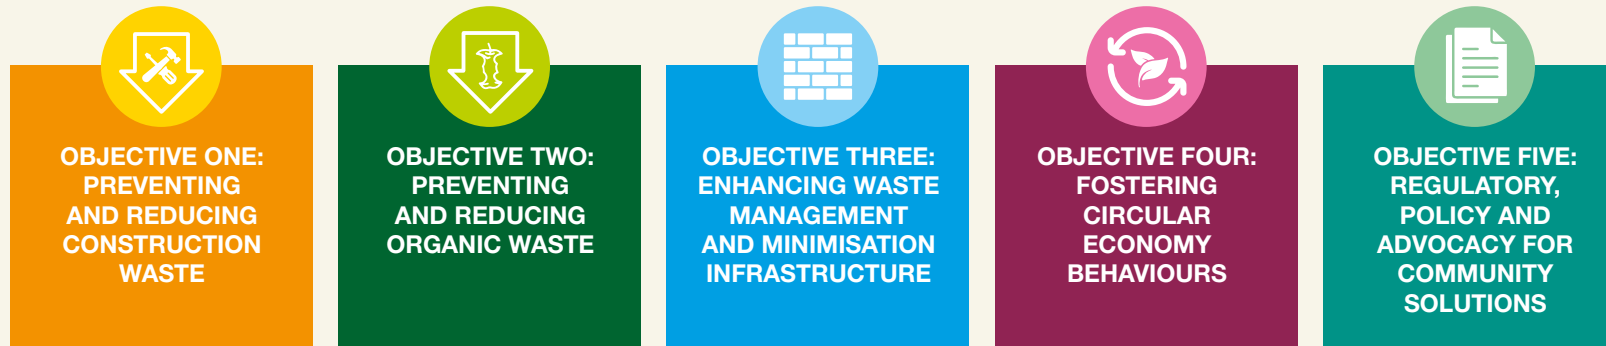 OBJECTIVE ONE:
PREVENTING
AND REDUCING
CONSTRUCTION
WASTE
OBJECTIVE TWO:
PREVENTING
AND REDUCING
ORGANIC WASTE
OBJECTIVE THREE:
ENHANCING WASTE
MANAGEMENT
AND MINIMISATION
INFRASTRUCTURE
OBJECTIVE FOUR:
FOSTERING
CIRCULAR
ECONOMY
BEHAVIOURS
OBJECTIVE FIVE:
REGULATORY,
POLICY AND
ADVOCACY FOR
COMMUNITY
SOLUTIONS